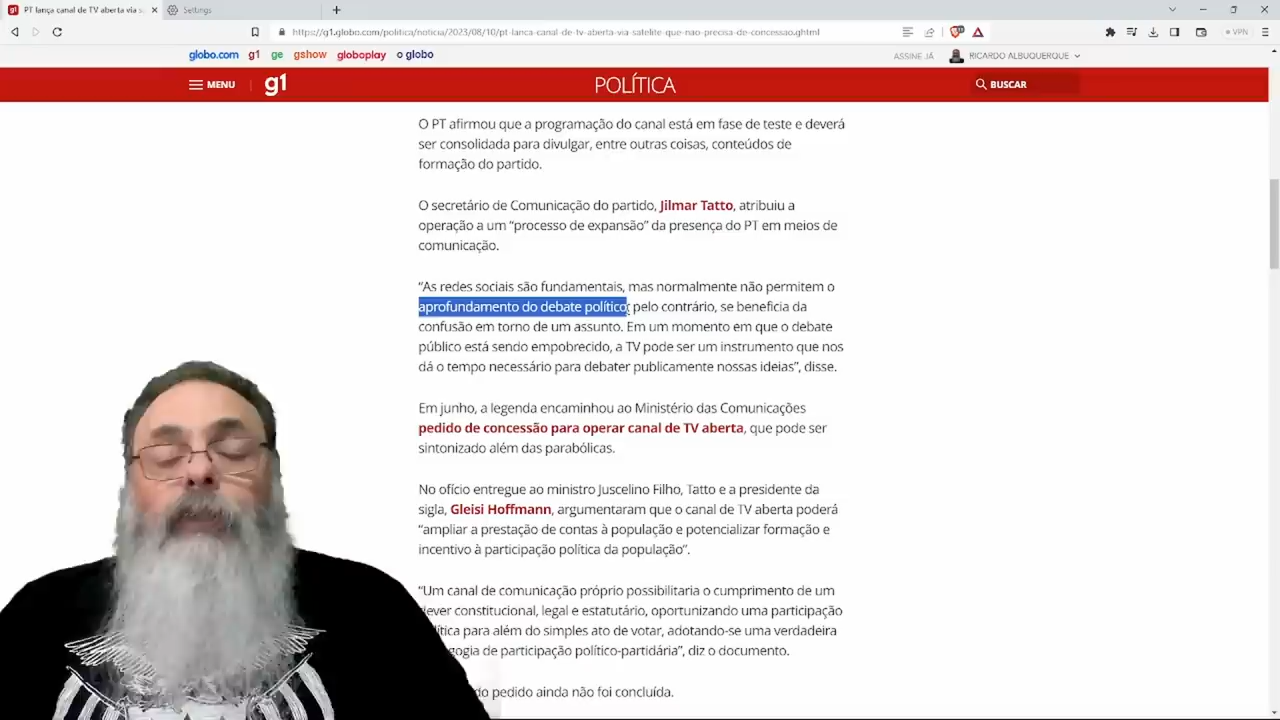 PT lança canal de TV aberta via s
Settings
https://g1.globo.com/politica/noticia/2023/08/10/pt-lanca-canal-de-tv-aberta-via-satelite-que-nao-precisa-de-concessao.ghtml
VPN
globo.com g1 ge gshow globoplay o globo
ASSINE JÁ
RICARDO ALBUQUERQUE
MENU
g1
POLÍTICA
BUSCAR
O PT afirmou que a programação do canal está em fase de teste e deverá
ser consolidada para divulgar, entre outras coisas, conteúdos de
formação do partido.
O secretário de Comunicação do partido, Jilmar Tatto, atribuiu a
operação a um “processo de expansão” da presença do PT em meios de
comunicação.
“As redes sociais são fundamentais, mas normalmente não permitem o
aprofundamento do debate político; pelo contrário, se beneficia da
confusão em torno de um assunto. Em um momento em que o debate
público está sendo empobrecido, a TV pode ser um instrumento que nos
dá o tempo necessário para debater publicamente nossas ideias”, disse.
Em junho, a legenda encaminhou ao Ministério das Comunicações
pedido de concessão para operar canal de TV aberta, que pode ser
sintonizado além das parabólicas.
No ofício entregue ao ministro Juscelino Filho, Tatto e a presidente da
sigla, Gleisi Hoffmann, argumentaram que o canal de TV aberta poderá
“ampliar a prestação de contas à população e potencializar formação e
incentivo à participação política da população”.
“Um canal de comunicação próprio possibilitaria o cumprimento de um
dever constitucional, legal e estatutário, oportunizando uma participação
lítica para além do simples ato de votar, adotando-se uma verdadeira
gogia de participação político-partidária”, diz o documento.
do pedido ainda não foi concluída.